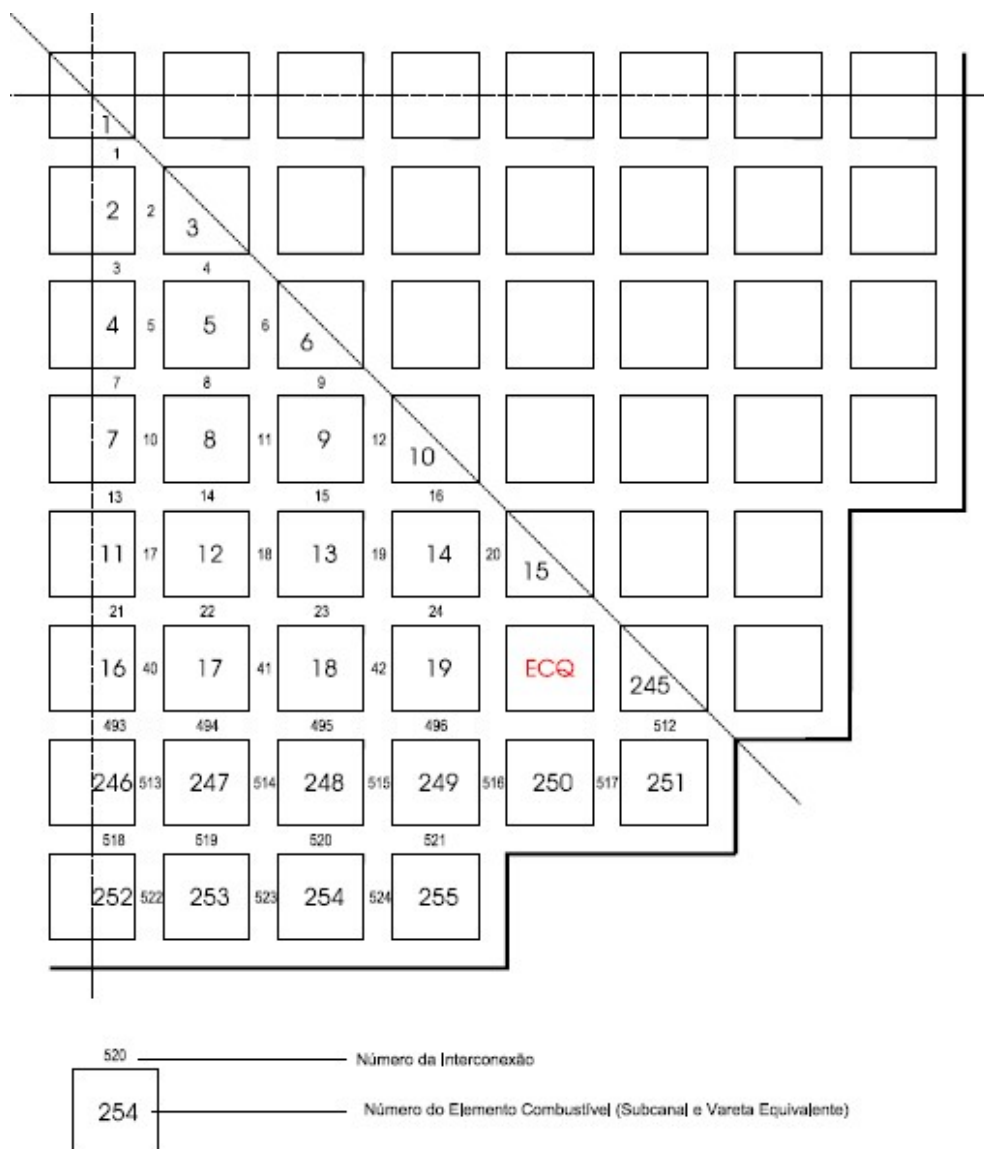 1
1
2 2 3
3 4
4 5 5 6 6
7 8 9
7 10 8 11 9 12 10
13 14 15 16
11 17 12 18 13 19 14 20 15
21 22 23 24
16 40 17 41 18 42 19 ECQ 245
493 494 495 496 512
246 513 247 514 248 515 249 516 250 517 251
518 519 520 521
252 522 253 523 254 524 255
520 Número da Interconexão
254 Número do Elemento Combustível (Subcanal e Vareta Equivalente)